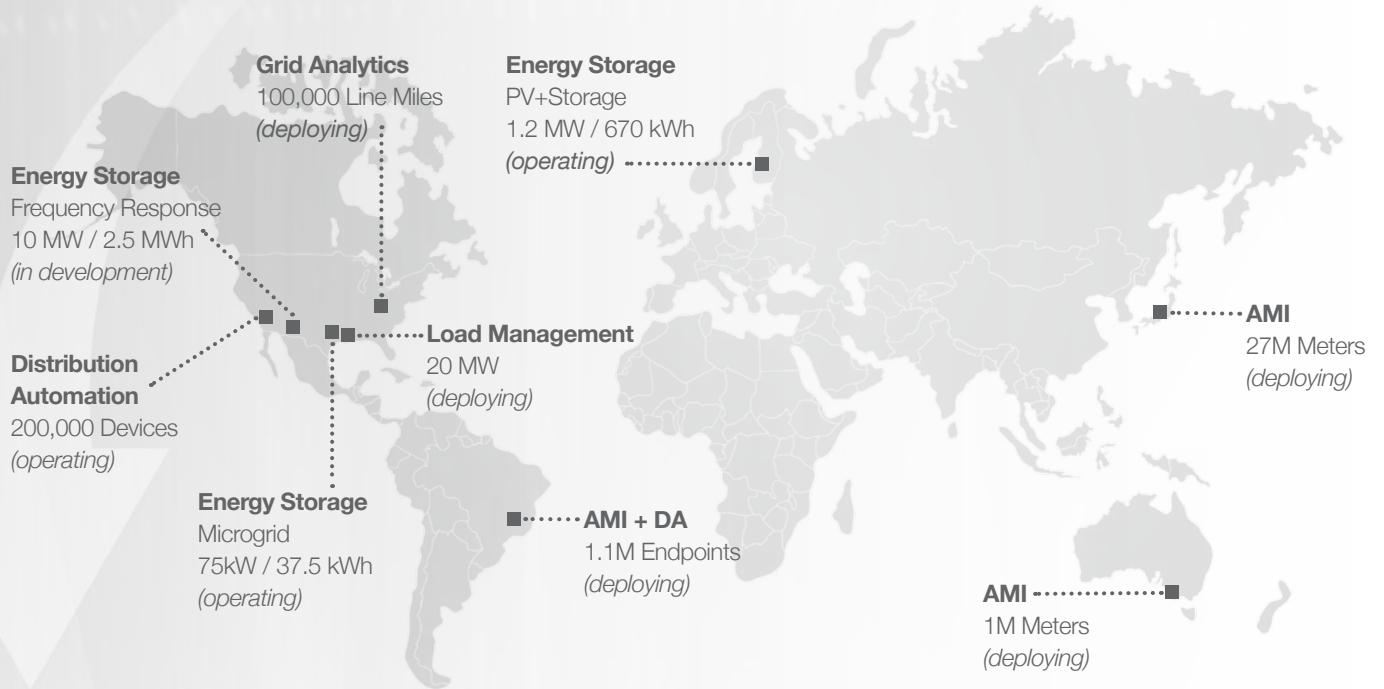 Grid Analytics
100,000 Line Miles
(deploying)
Energy Storage
PV+Storage
1.2 MW / 670 kWh
(operating)
Energy Storage
Frequency Response
10 MW / 2.5 MWh
(in development)
Distribution
Automation
200,000 Devices
(operating)
Load Management
20 MW
(deploying)
AMI
27M Meters
(deploying)
Energy Storage
Microgrid
75kW / 37.5 kWh
(operating)
AMI + DA
1.1M Endpoints
(deploying)
AMI
1M Meters
(deploying)